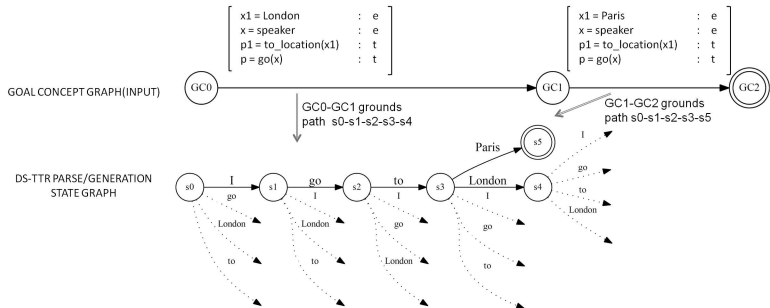 x1 = London : e
x = speaker : e
p1 = to_location(x1) : t
p = go(x) : t
x1 = Paris : e
x = speaker : e
p1 = to_location(x1) : t
p = go(x) : t
GOAL CONCEPT GRAPH(INPUT)
GC0
GC1
GC2
GC0-GC1 grounds
path s0-s1-s2-s3-s4
GC1-GC2 grounds
path s0-s1-s2-s3-s5
DS-TTR PARSE/GENERATION
STATE GRAPH
s0
I
s1
go
s2
to
s3
London
s4
Paris
s5
go
London
to
I
London
to
I
go
London
I
go
to
I
go
to
London